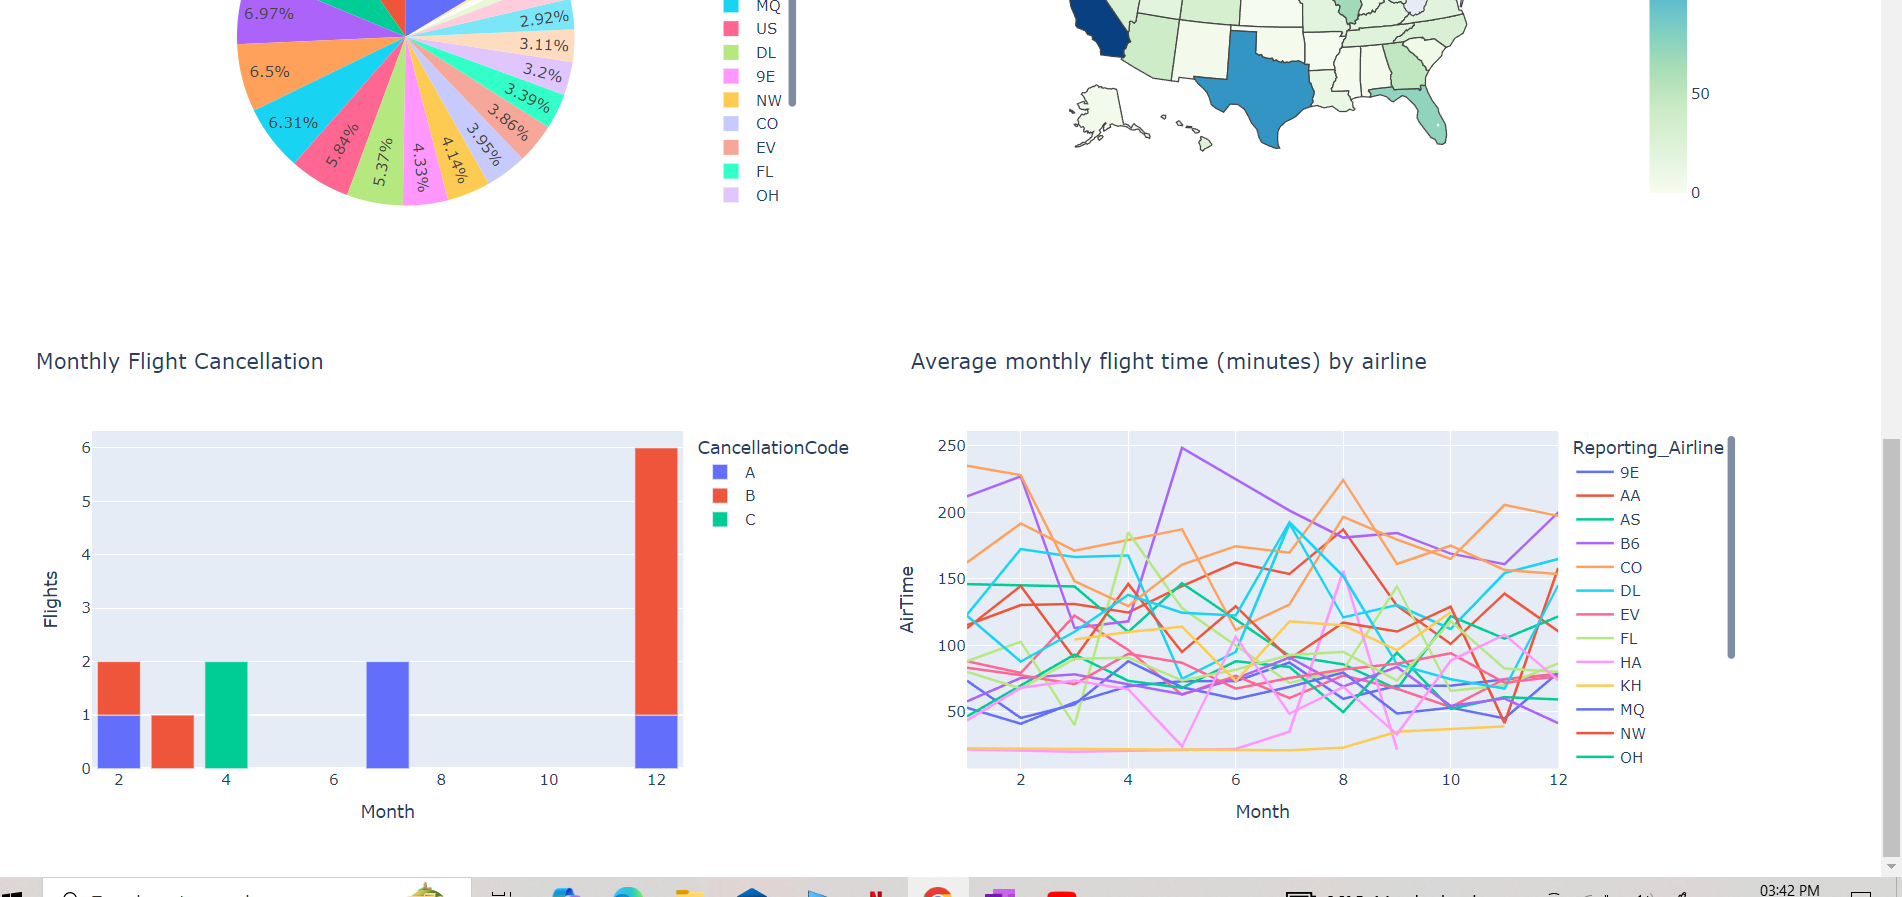 6.97%
6.5%
6.31%
5.84%
5.37%
4.33%
4.14%
3.95%
3.86%
3.39%
3.2%
3.11%
2.92%
MQ
US
DL
9E
NW
CO
EV
FL
OH
50
0
Monthly Flight Cancellation
6
5
4
3
2
1
0
Flights
2 4 6 8 10 12
Month
CancellationCode
A
B
C
Average monthly flight time (minutes) by airline
250
200
150
100
50
AirTime
2 4 6 8 10 12
Month
Reporting_Airline
9E
AA
AS
B6
CO
DL
EV
FL
HA
KH
MQ
NW
OH
03:42 PM